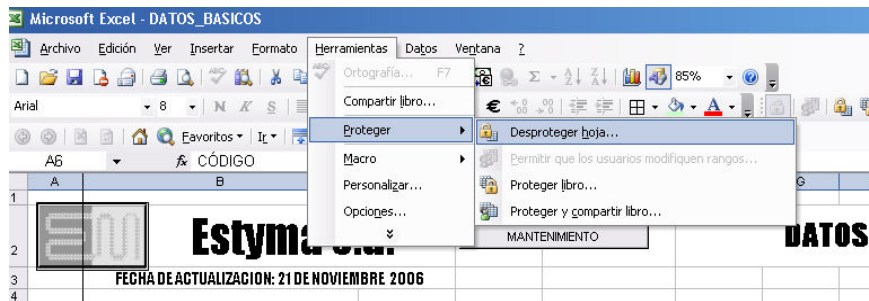 Microsoft Excel - DATOS_BASICOS
Archivo Edición Ver Insertar Formato Herramientas Datos Ventana ?
Ortografía... F7
85%
Arial 8 N K S
Compartir libro...
€
Favoritos Ir
Proteger
Desproteger hoja...
Permitir que los usuarios modifiquen rangos...
A6 fx CÓDIGO
Macro
Proteger libro...
Personalizar...
Opciones...
Proteger y compartir libro...
A B G
1
2
EM
MANTENIMIENTO
DATOS
3
FECHA DE ACTUALIZACION: 21 DE NOVIEMBRE 2006
4